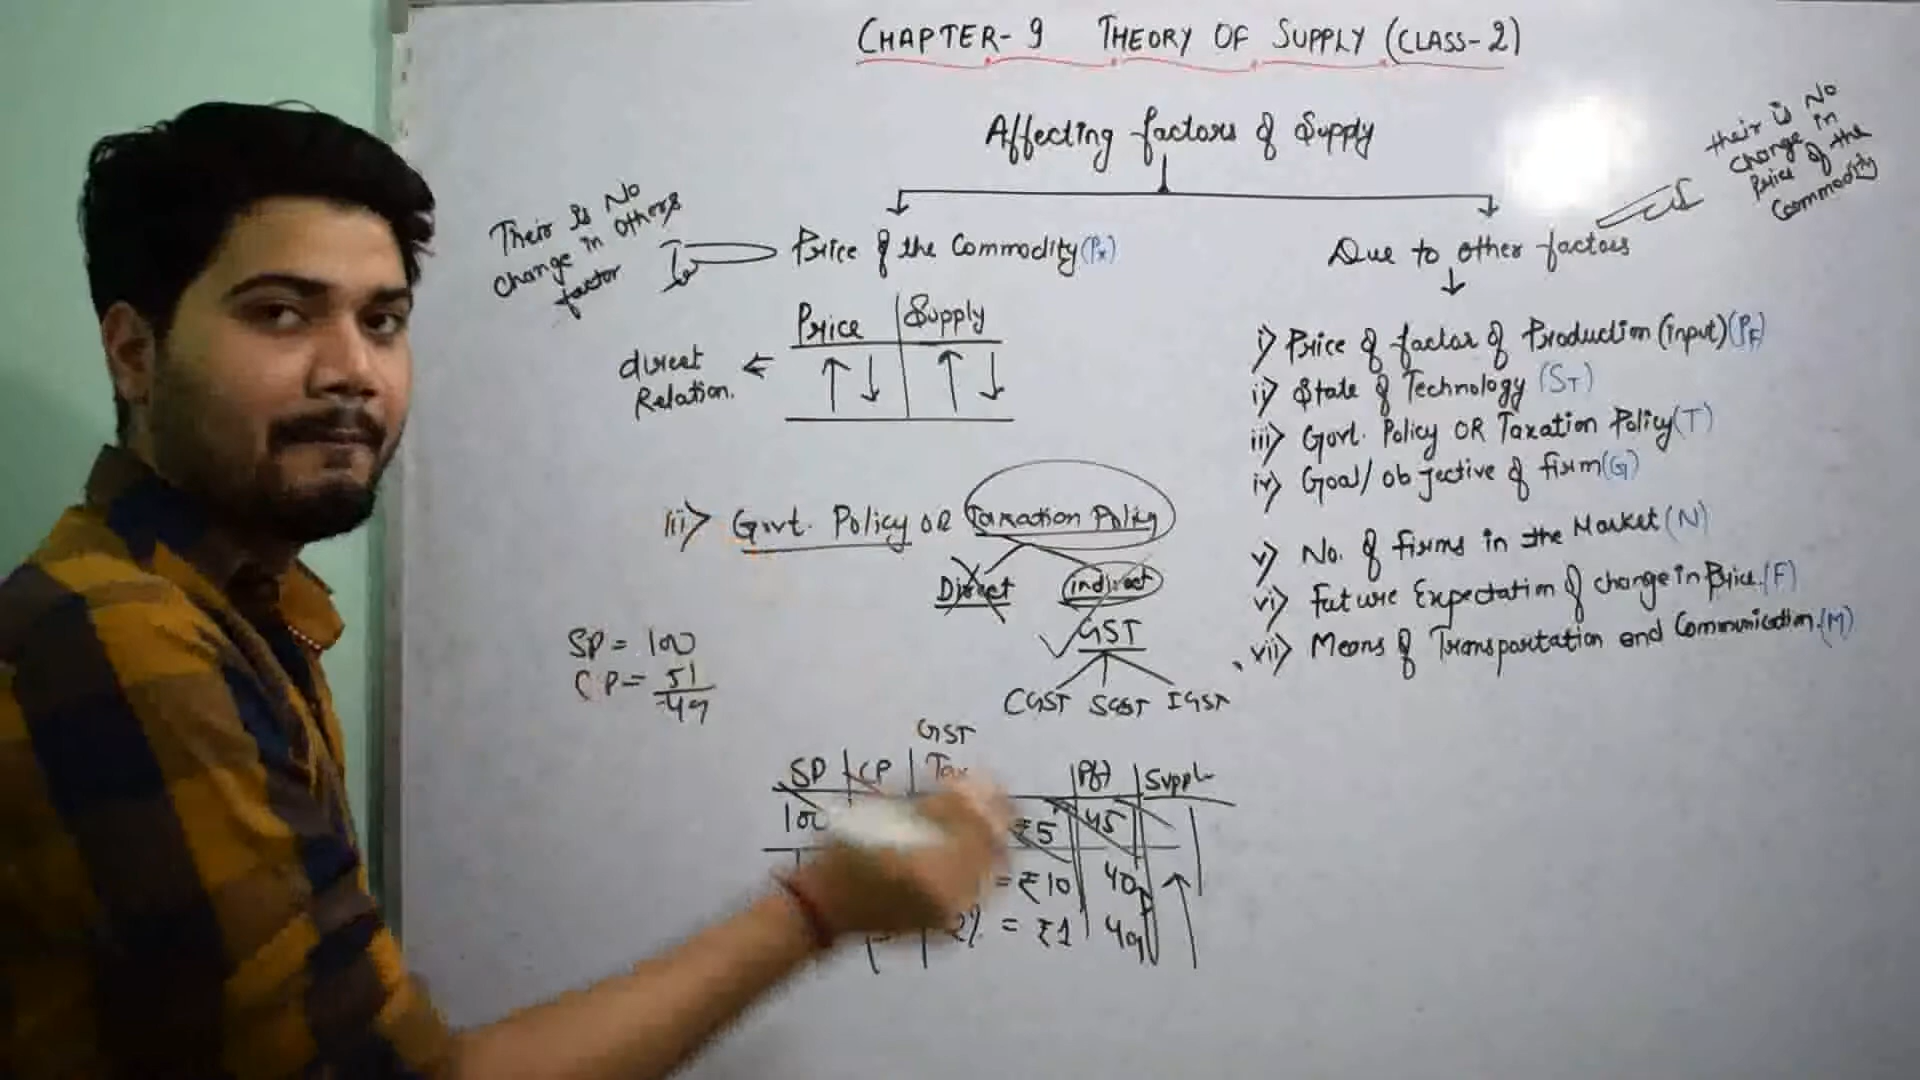 CHAPTER-9 THEORY OF SUPPLY (CLASS-2)
Affecting factors of Supply
Their is No
change in others
factor
Price of the Commodity (Px)
Price | Supply
direct
Relation.
their is No
change in
Price of the
Commodity
Due to other factors
i) Price of factor of Production (input) (PF)
ii) State of Technology (ST)
iii) Govt. Policy OR Taxation Policy (T)
iv) Goal/objective of firm (G)
v) No. of firms in the Market (N)
vi) Future Expectation of change in Price. (F)
vii) Means of Transportation and Communication. (M)
iii) Govt. Policy OR Taxation Policy
Direct indirect
GST
CGST SGST IGST
SP = 100
CP = 51
49
GST
SP | CP | Tax
Supply
100 ₹5 45
= ₹10 40
2% = ₹1 49